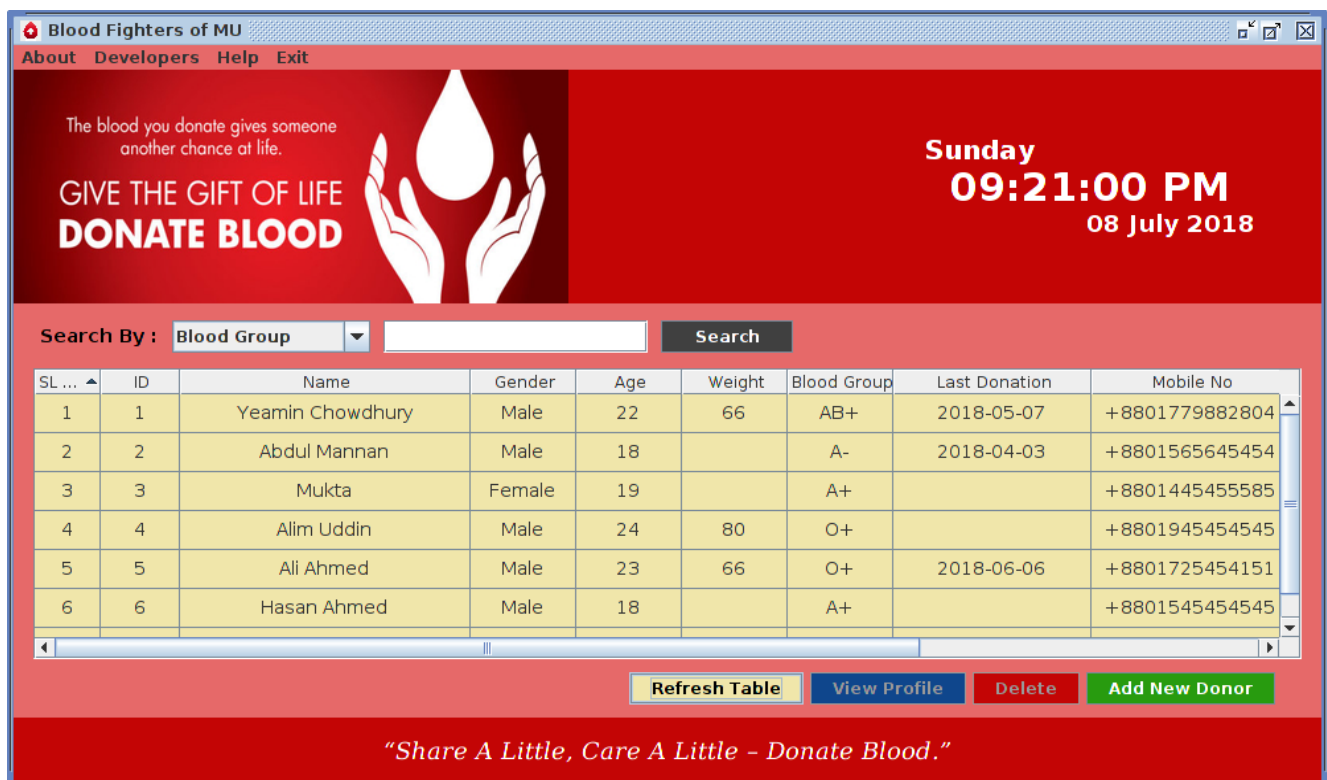 Blood Fighters of MU
About Developers Help Exit
The blood you donate gives someone
another chance at life.
GIVE THE GIFT OF LIFE
DONATE BLOOD
Sunday
09:21:00 PM
08 July 2018
Search By : Blood Group Search
SL ... ID Name Gender Age Weight Blood Group Last Donation Mobile No
1 1 Yeamin Chowdhury Male 22 66 AB+ 2018-05-07 +8801779882804
2 2 Abdul Mannan Male 18 A- 2018-04-03 +8801565645454
3 3 Mukta Female 19 A+ +8801445455585
4 4 Alim Uddin Male 24 80 O+ +8801945454545
5 5 Ali Ahmed Male 23 66 O+ 2018-06-06 +8801725454151
6 6 Hasan Ahmed Male 18 A+ +8801545454545
Refresh Table View Profile Delete Add New Donor
“Share A Little, Care A Little – Donate Blood.”